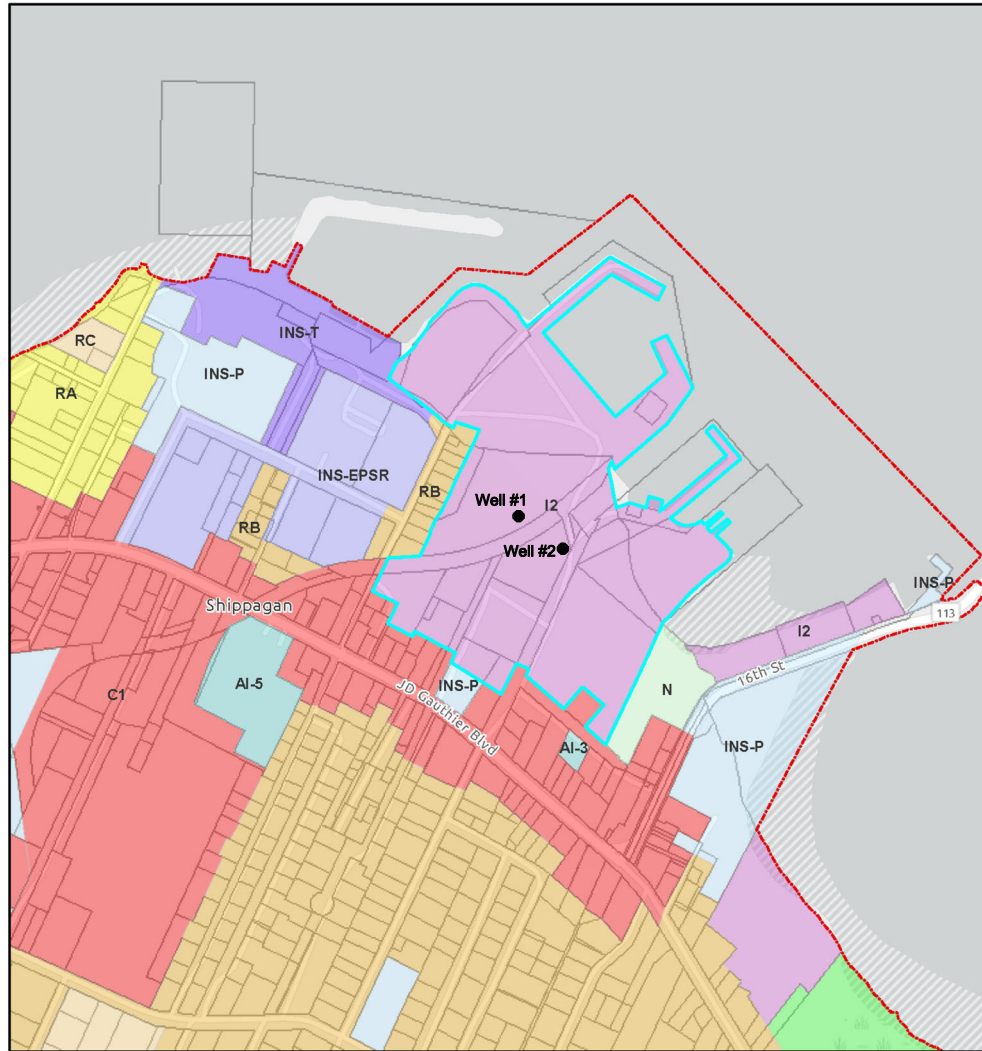 INS-T
RC
INS-P
RA
INS-EPSR
RB
RB
Well #1
I2
Well #2
INS-P
113
Shippagan
I2
16th St
AI-5
INS-P
N
C1
JD Gauthier Blvd
AI-3
INS-P